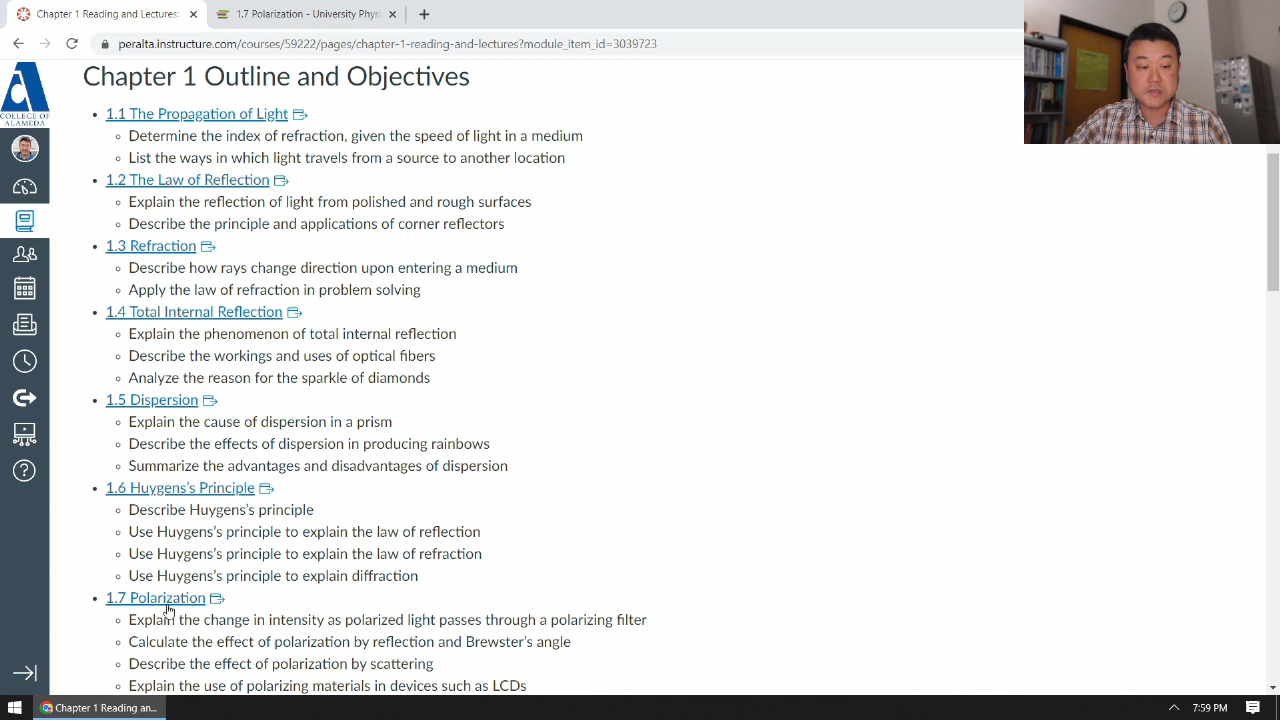 Chapter 1 Reading and Lectures:
1.7 Polarization - University Phys
peralta.instructure.com/courses/59222/pages/chapter-1-reading-and-lectures?module_item_id=3039723
COLLEGE OF
ALAMEDA
Chapter 1 Outline and Objectives
1.1 The Propagation of Light
Determine the index of refraction, given the speed of light in a medium
List the ways in which light travels from a source to another location
1.2 The Law of Reflection
Explain the reflection of light from polished and rough surfaces
Describe the principle and applications of corner reflectors
1.3 Refraction
Describe how rays change direction upon entering a medium
Apply the law of refraction in problem solving
1.4 Total Internal Reflection
Explain the phenomenon of total internal reflection
Describe the workings and uses of optical fibers
Analyze the reason for the sparkle of diamonds
1.5 Dispersion
Explain the cause of dispersion in a prism
Describe the effects of dispersion in producing rainbows
Summarize the advantages and disadvantages of dispersion
1.6 Huygens’s Principle
Describe Huygens’s principle
Use Huygens’s principle to explain the law of reflection
Use Huygens’s principle to explain the law of refraction
Use Huygens’s principle to explain diffraction
1.7 Polarization
Explain the change in intensity as polarized light passes through a polarizing filter
Calculate the effect of polarization by reflection and Brewster’s angle
Describe the effect of polarization by scattering
Explain the use of polarizing materials in devices such as LCDs
Chapter 1 Reading an...
7:59 PM